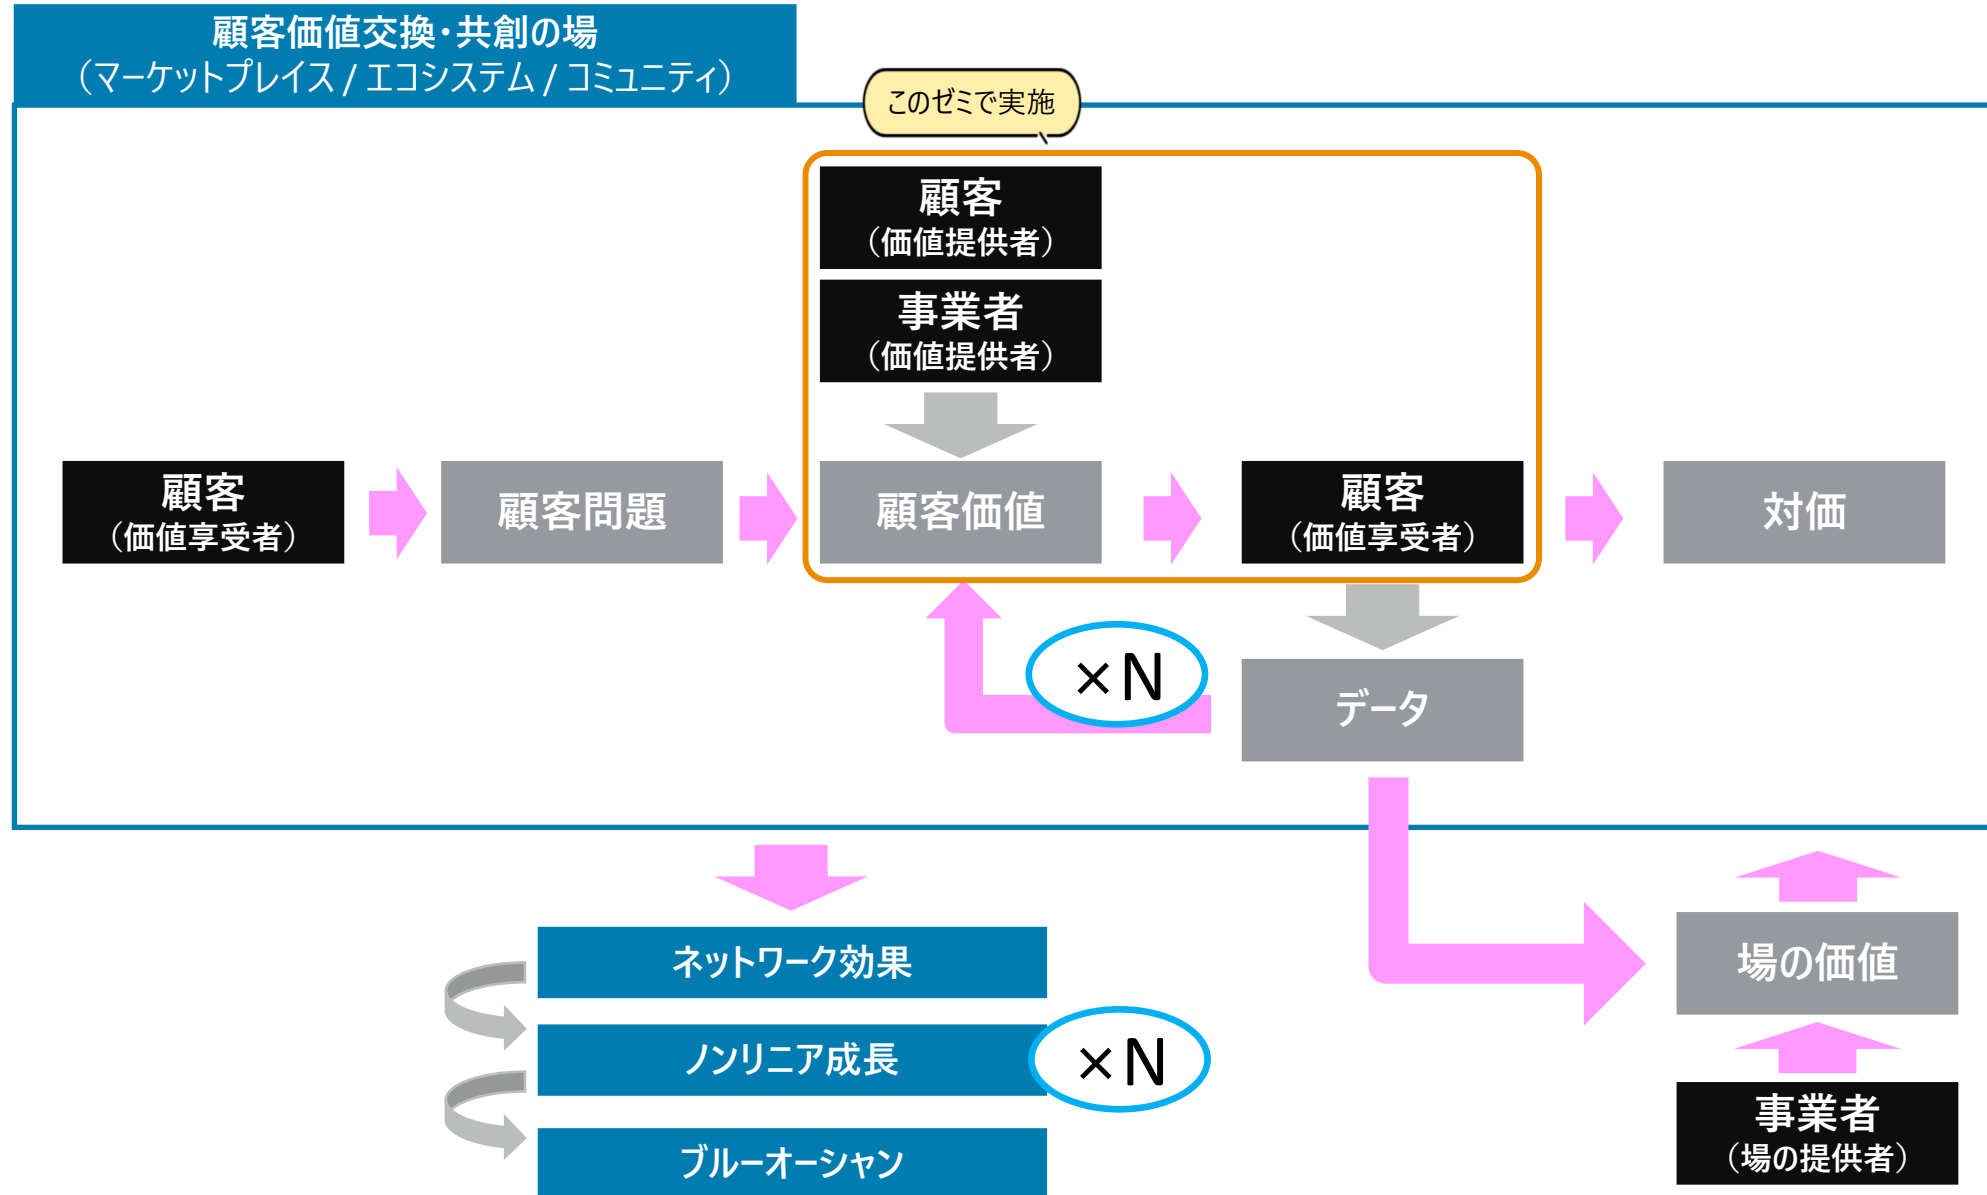 顧客価値交換・共創の場
（マーケットプレイス / エコシステム / コミュニティ）
このゼミで実施
顧客
（価値提供者）
事業者
（価値提供者）
顧客
（価値享受者）
顧客問題
顧客価値
顧客
（価値享受者）
対価
×N
データ
ネットワーク効果
ノンリニア成長
×N
ブルーオーシャン
場の価値
事業者
（場の提供者）